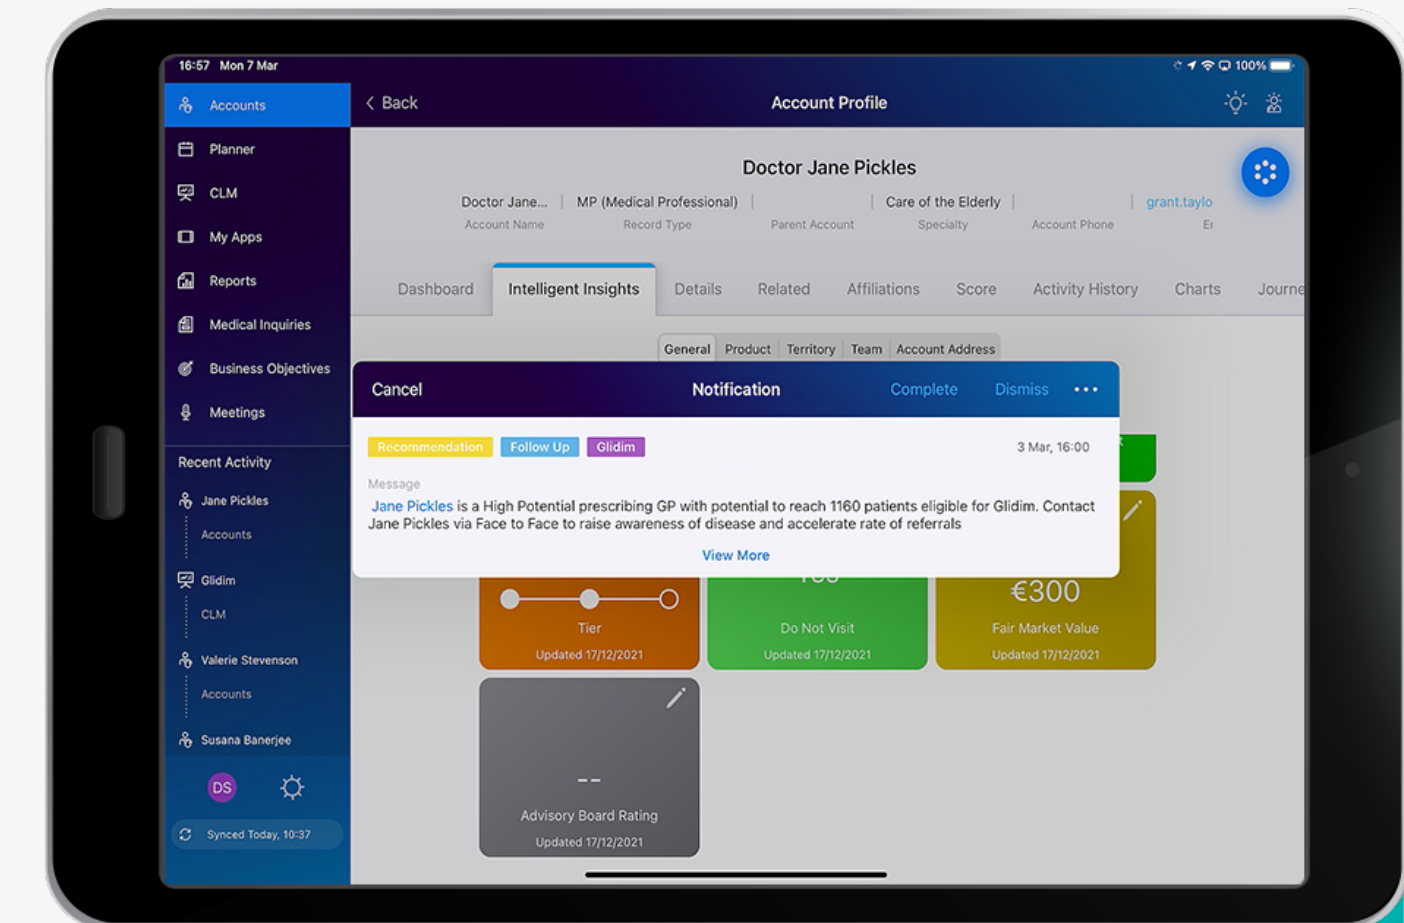 16:57 Mon 7 Mar
100%
Accounts
Planner
CLM
My Apps
Reports
Medical Inquiries
Business Objectives
Meetings
Recent Activity
Jane Pickles
Accounts
Glidim
CLM
Valerie Stevenson
Accounts
Susana Banerjee
DS
Synced Today, 10:37
Back
Account Profile
Doctor Jane Pickles
Doctor Jane... MP (Medical Professional) Care of the Elderly grant.taylo
Account Name Record Type Parent Account Specialty Account Phone
Dashboard Intelligent Insights Details Related Affiliations Score Activity History Charts Journe
General Product Territory Team Account Address
Cancel Notification Complete Dismiss
Recommendation Follow Up Glidim 3 Mar, 16:00
Message
Jane Pickles is a High Potential prescribing GP with potential to reach 1160 patients eligible for Glidim. Contact
Jane Pickles via Face to Face to raise awareness of disease and accelerate rate of referrals
View More
€300
Tier Do Not Visit Fair Market Value
Updated 17/12/2021 Updated 17/12/2021 Updated 17/12/2021
--
Advisory Board Rating
Updated 17/12/2021